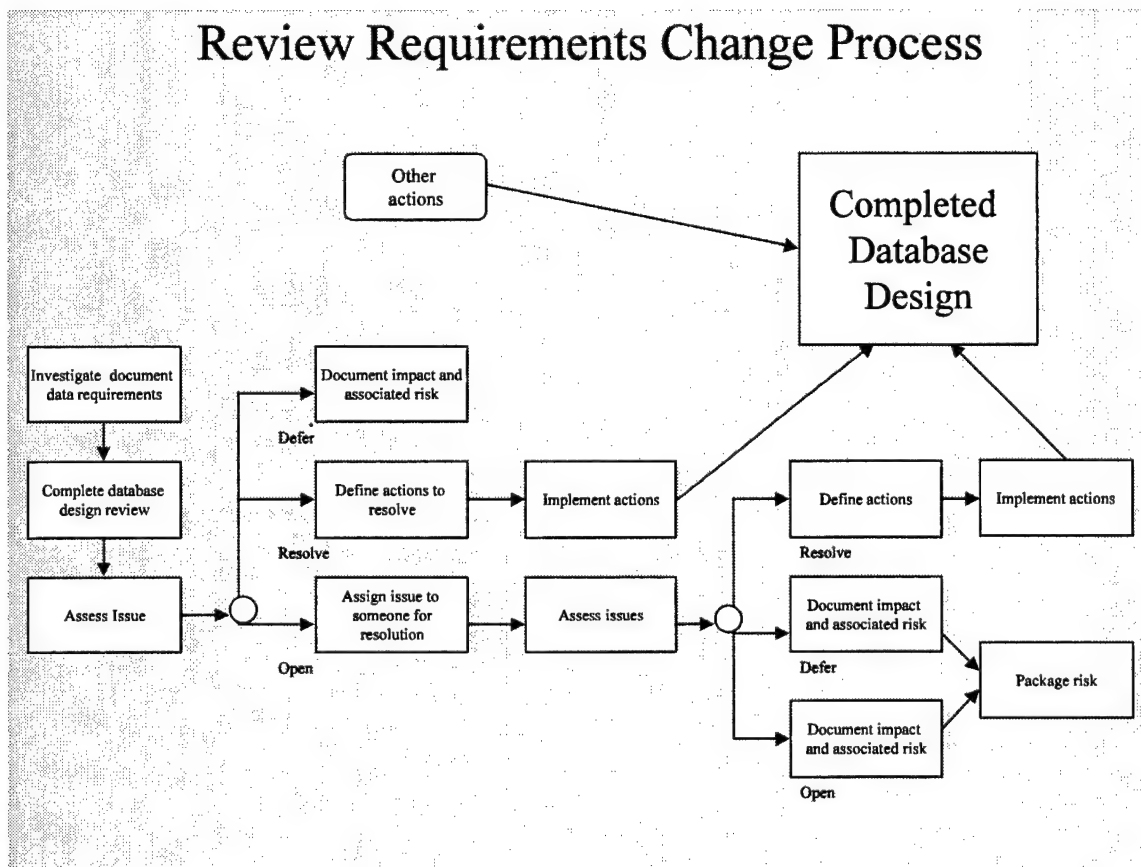 Review Requirements Change Process
Other
actions
Completed
Database
Design
Investigate document
data requirements
Document impact and
associated risk
Defer
Complete database
design review
Define actions to
resolve
Implement actions
Define actions
Implement actions
Resolve
Resolve
Assess Issue
Assign issue to
someone for
resolution
Assess issues
Document impact
and associated risk
Open
Defer
Package risk
Document impact
and associated risk
Open